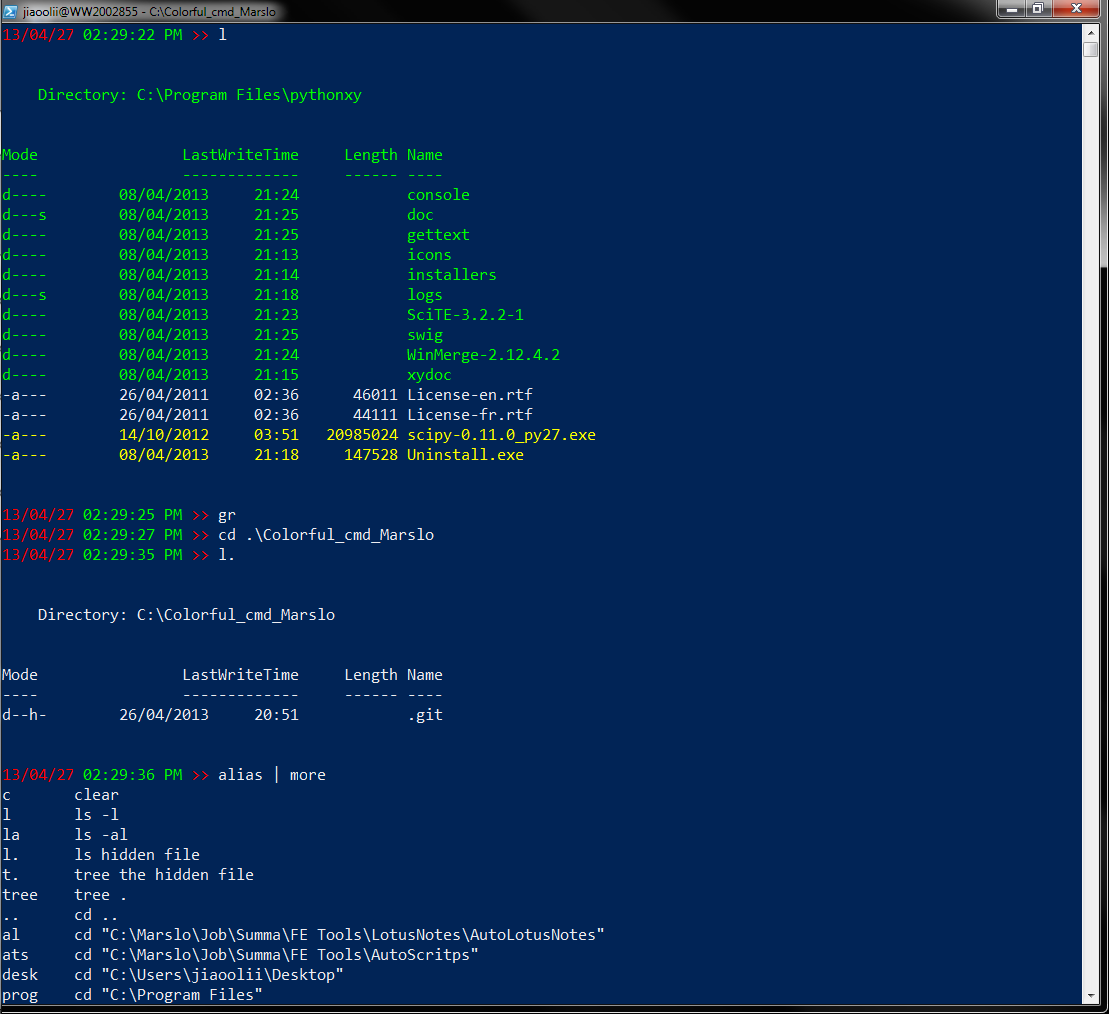 jiaoolii@WW2002855 - C:\Colorful_cmd_Marslo
13/04/27 02:29:22 PM >> l
Directory: C:\Program Files\pythonxy
Mode                LastWriteTime     Length Name
----                -------------     ------ ----
d----         08/04/2013     21:24            console
d---s         08/04/2013     21:25            doc
d----         08/04/2013     21:25            gettext
d----         08/04/2013     21:13            icons
d----         08/04/2013     21:14            installers
d---s         08/04/2013     21:18            logs
d----         08/04/2013     21:23            SciTE-3.2.2-1
d----         08/04/2013     21:25            swig
d----         08/04/2013     21:24            WinMerge-2.12.4.2
d----         08/04/2013     21:15            xydoc
-a---         26/04/2011     02:36      46011 License-en.rtf
-a---         26/04/2011     02:36      44111 License-fr.rtf
-a---         14/10/2012     03:51   20985024 scipy-0.11.0_py27.exe
-a---         08/04/2013     21:18     147528 Uninstall.exe
13/04/27 02:29:25 PM >> gr
13/04/27 02:29:27 PM >> cd .\Colorful_cmd_Marslo
13/04/27 02:29:35 PM >> l.
Directory: C:\Colorful_cmd_Marslo
Mode                LastWriteTime     Length Name
----                -------------     ------ ----
d--h-         26/04/2013     20:51            .git
13/04/27 02:29:36 PM >> alias | more
c       clear
l       ls -l
la      ls -al
l.      ls hidden file
t.      tree the hidden file
tree    tree .
..      cd ..
al      cd "C:\Marslo\Job\Summa\FE Tools\LotusNotes\AutoLotusNotes"
ats     cd "C:\Marslo\Job\Summa\FE Tools\AutoScritps"
desk    cd "C:\Users\jiaoolii\Desktop"
prog    cd "C:\Program Files"